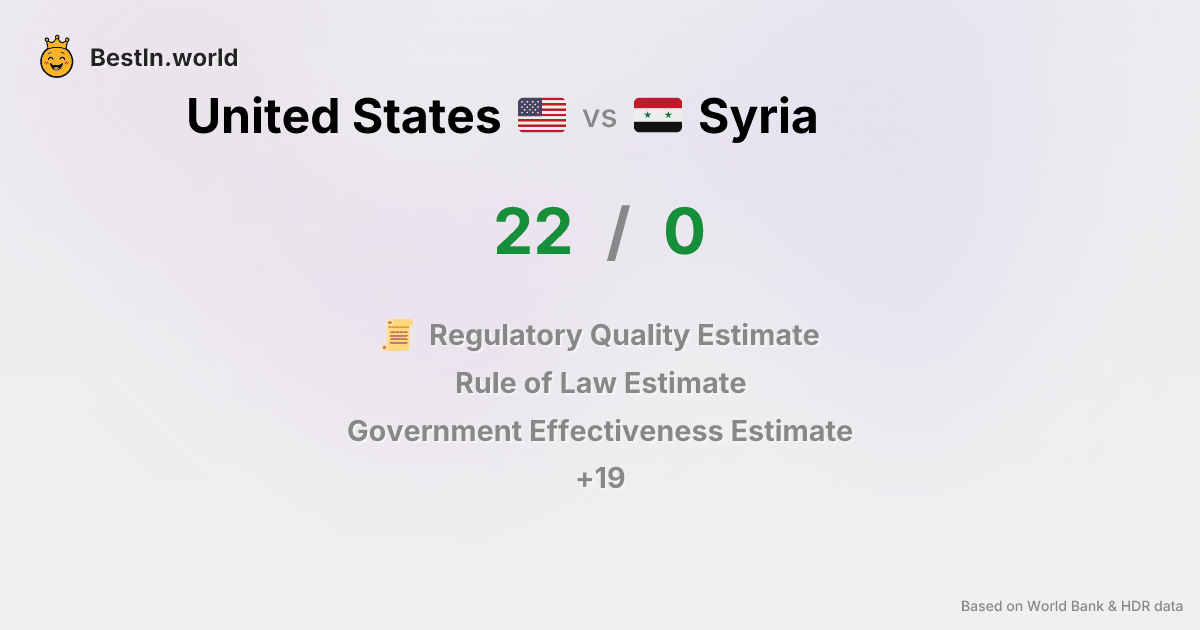 BestIn.world
United States vs Syria
22 / 0
Regulatory Quality Estimate
Rule of Law Estimate
Government Effectiveness Estimate
+19
Based on World Bank & HDR data